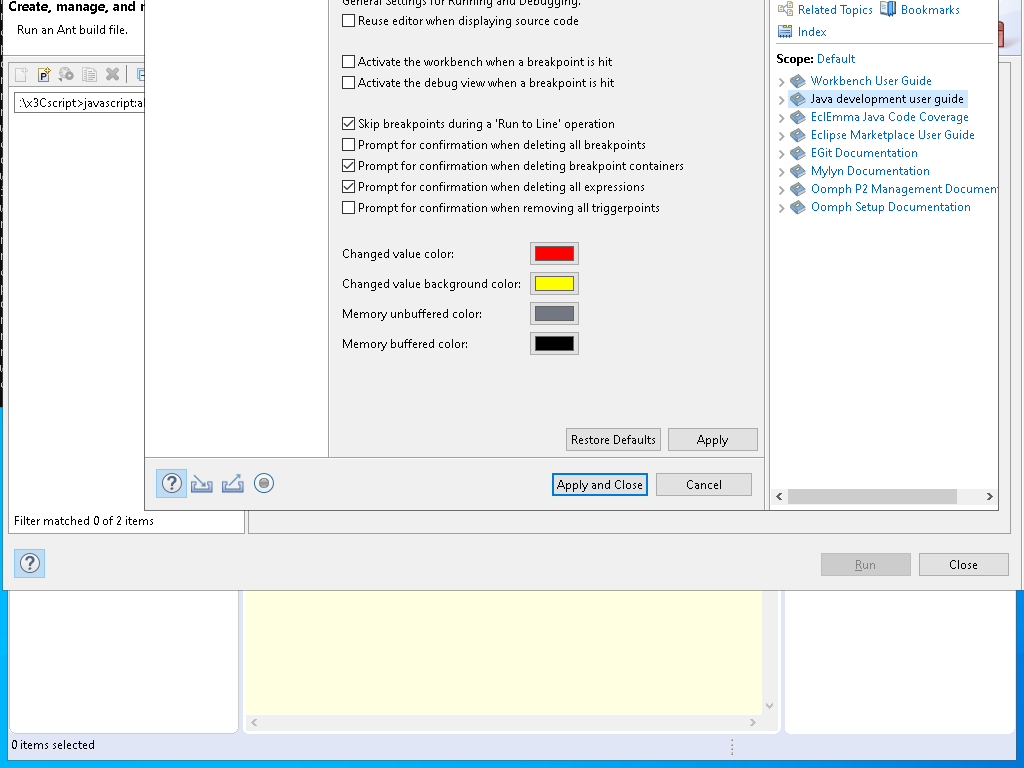 Create, manage, and r
Run an Ant build file.
:\x3Cscript>javascript:al
Filter matched 0 of 2 items
General Settings for Running and Debugging.
Reuse editor when displaying source code
Activate the workbench when a breakpoint is hit
Activate the debug view when a breakpoint is hit
Skip breakpoints during a 'Run to Line' operation
Prompt for confirmation when deleting all breakpoints
Prompt for confirmation when deleting breakpoint containers
Prompt for confirmation when deleting all expressions
Prompt for confirmation when removing all triggerpoints
Changed value color:
Changed value background color:
Memory unbuffered color:
Memory buffered color:
Restore Defaults
Apply
Apply and Close
Cancel
Related Topics
Bookmarks
Index
Scope: Default
Workbench User Guide
Java development user guide
EclEmma Java Code Coverage
Eclipse Marketplace User Guide
EGit Documentation
Mylyn Documentation
Oomph P2 Management Documen
Oomph Setup Documentation
Run
Close
0 items selected